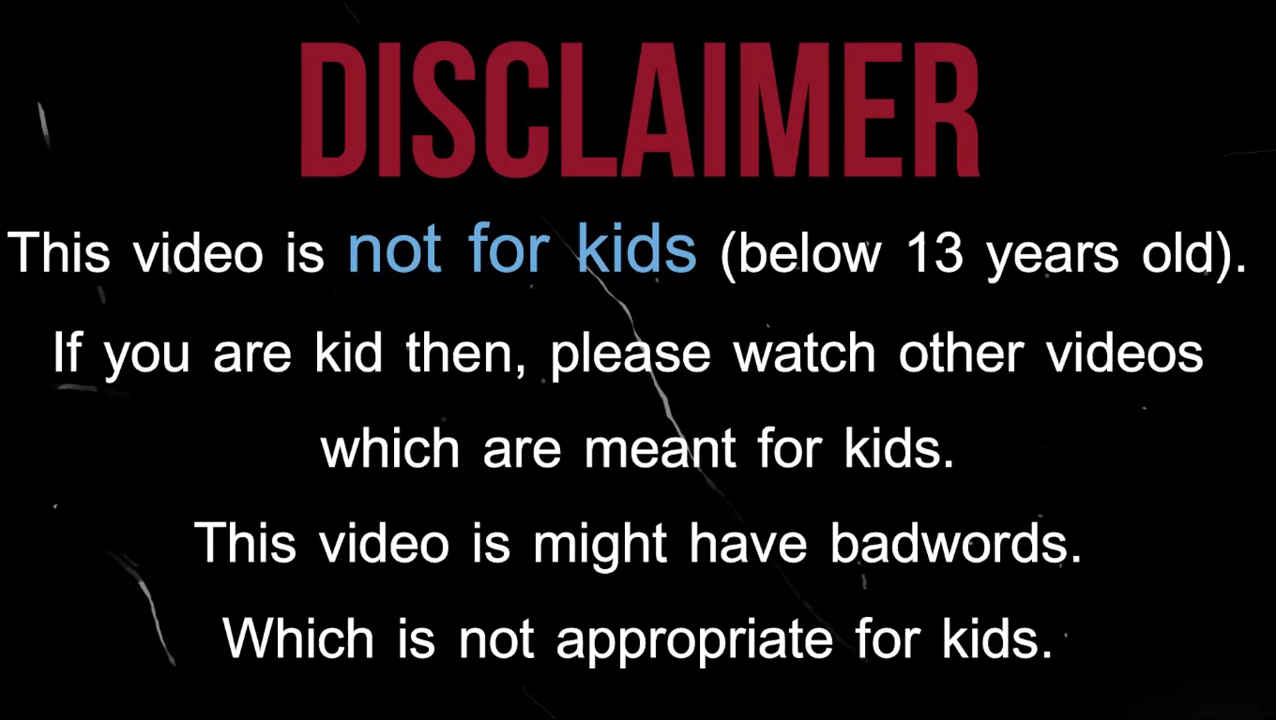 DISCLAIMER
This video is not for kids (below 13 years old).
If you are kid then, please watch other videos
which are meant for kids.
This video is might have badwords.
Which is not appropriate for kids.